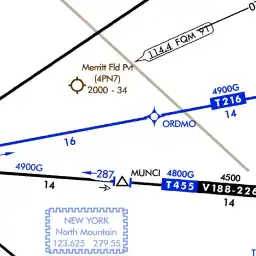 114.4 FQM 91
Merritt Fld Pvt
(4PN7)
2000 - 34
4900G
T216
14
ORDMO
16
4900G
14
287
MUNCI
4800G
4500
T455
V188-226
14
NEW YORK
North Mountain
123.625 279.55